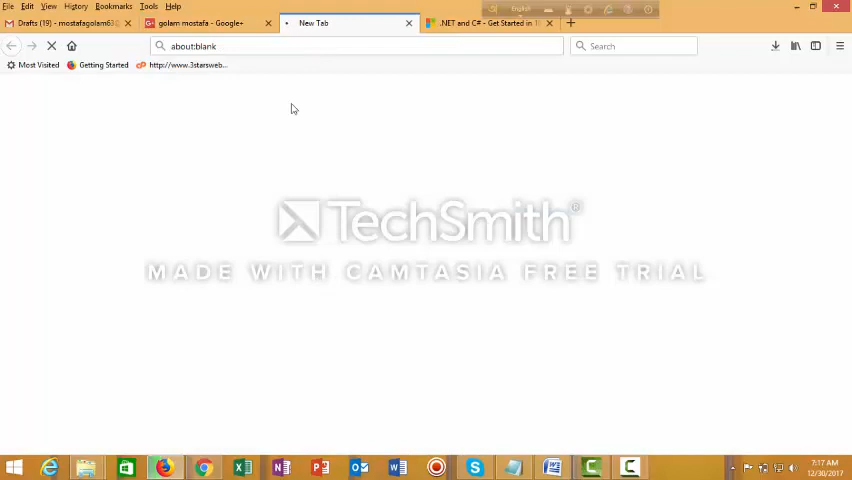 File Edit View History Bookmarks Tools Help
English
Drafts (19) - mostafagolam63@
golam mostafa - Google+
New Tab
.NET and C# - Get Started in 10
about:blank
Search
Most Visited
Getting Started
http://www.3starsweb...
TechSmith®
MADE WITH CAMTASIA FREE TRIAL
7:17 AM
12/30/2017